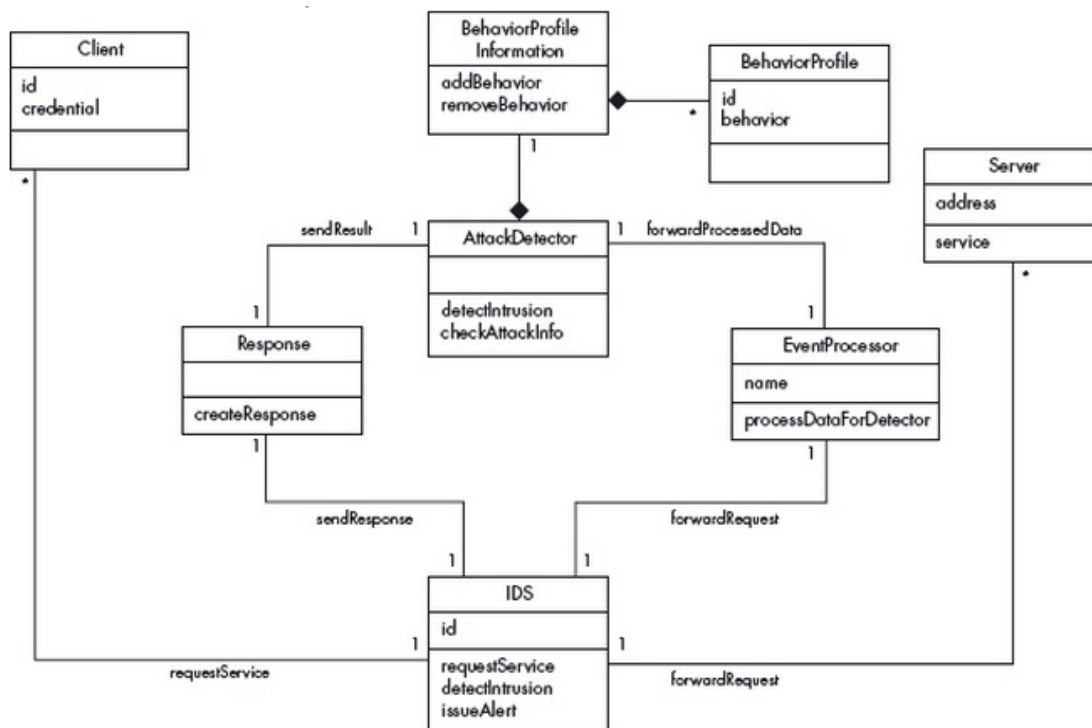 Client
id
credential
BehaviorProfile
Information
addBehavior
removeBehavior
BehaviorProfile
id
behavior
*
1
Server
address
service
*
*
sendResult
1
AttackDetector
1
forwardProcessedData
detectIntrusion
checkAttackInfo
1
Response
createResponse
1
1
EventProcessor
name
processDataForDetector
1
sendResponse
forwardRequest
1
1
IDS
id
1
1
requestService
requestService
detectIntrusion
issueAlert
forwardRequest